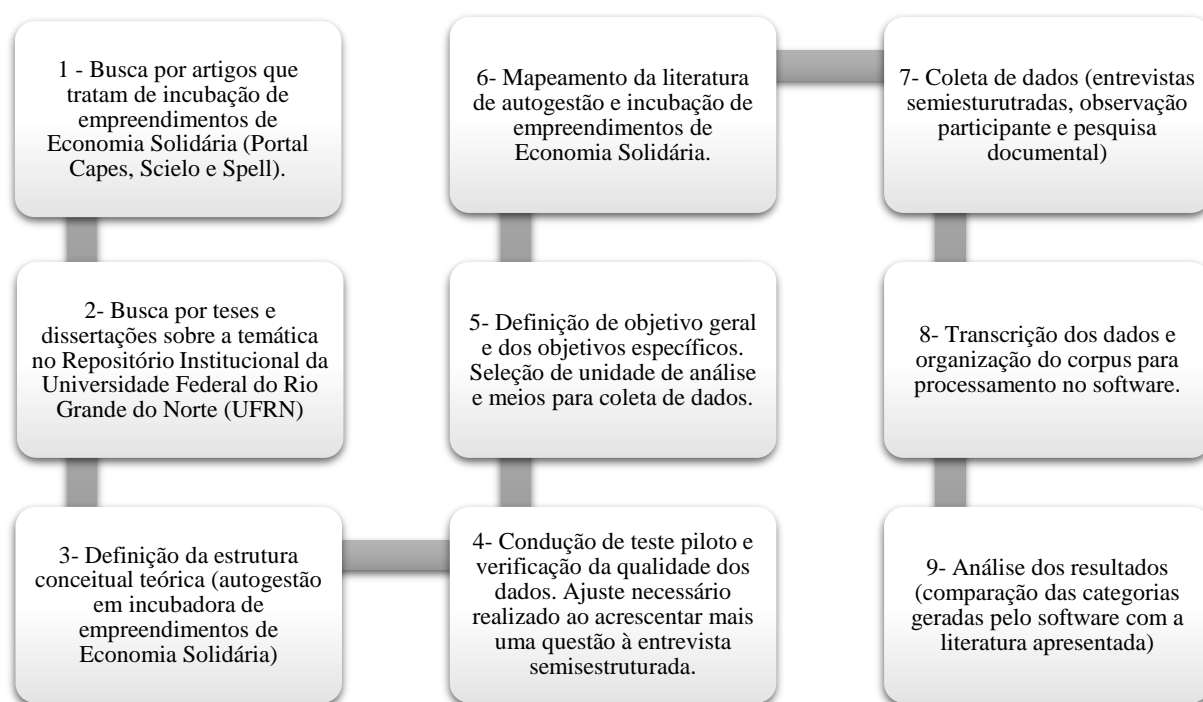 1 - Busca por artigos que
tratam de incubação de
empreendimentos de
Economia Solidária (Portal
Capes, Scielo e Spell).
2- Busca por teses e
dissertações sobre a temática
no Repositório Institucional da
Universidade Federal do Rio
Grande do Norte (UFRN)
3- Definição da estrutura
conceitual teórica (autogestão
em incubadora de
empreendimentos de
Economia Solidária)
4- Condução de teste piloto e
verificação da qualidade dos
dados. Ajuste necessário
realizado ao acrescentar mais
uma questão à entrevista
semisestruturada.
5- Definição de objetivo geral
e dos objetivos específicos.
Seleção de unidade de análise
e meios para coleta de dados.
6- Mapeamento da literatura
de autogestão e incubação de
empreendimentos de
Economia Solidária.
7- Coleta de dados (entrevistas
semiesturutradas, observação
participante e pesquisa
documental)
8- Transcrição dos dados e
organização do corpus para
processamento no software.
9- Análise dos resultados
(comparação das categorias
geradas pelo software com a
literatura apresentada)